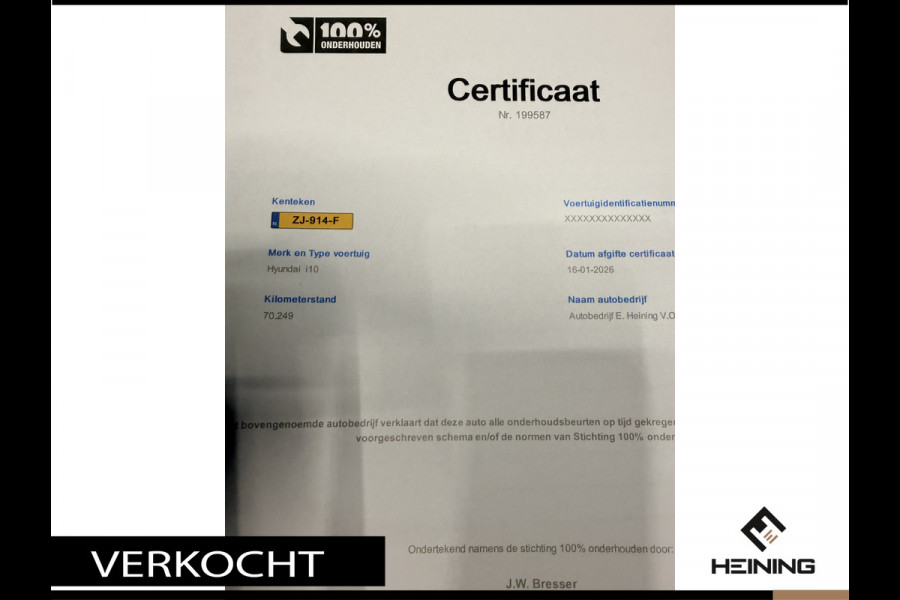 100%
ONDERHOUDEN
Certificaat
Nr. 199587
Kenteken
NL ZJ-914-F
Voertuigidentificatienumm
XXXXXXXXXXXXXX
Merk en Type voertuig
Hyundai i10
Datum afgifte certificaat
16-01-2026
Kilometerstand
70.249
Naam autobedrijf
Autobedrijf E. Heining V.O
t bovengenoemde autobedrijf verklaart dat deze auto alle onderhoudsbeurten op tijd gekrege
voorgeschreven schema en/of de normen van Stichting 100% onder
Ondertekend namens de stichting 100% onderhouden door:
J.W. Bresser
VERKOCHT
HEINING